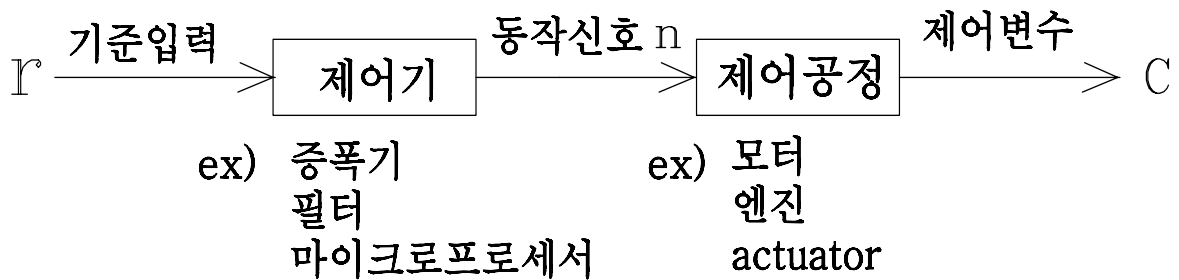 r 기준입력 제어기 동작신호 n 제어공정 제어변수 C
ex) 증폭기 ex) 모터
필터 엔진
마이크로프로세서 actuator